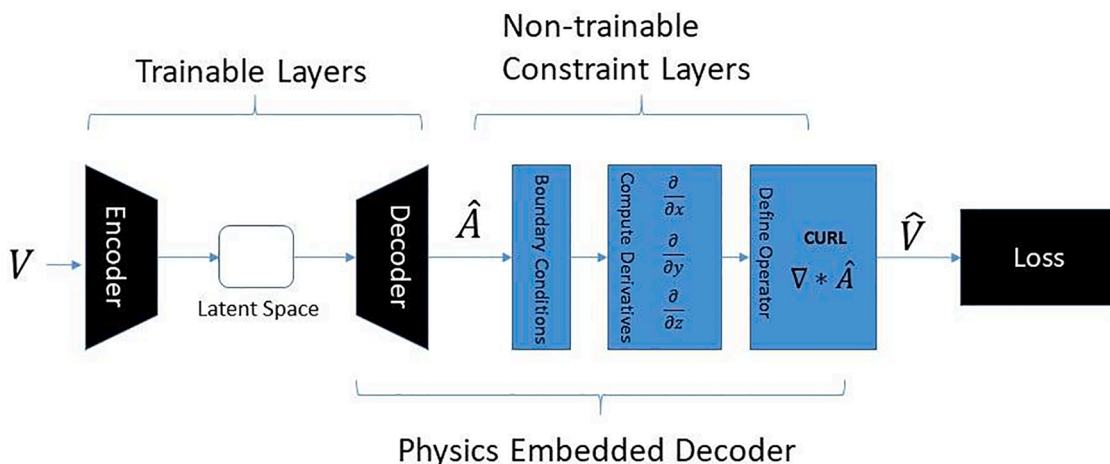 Non-trainable
Constraint Layers
Trainable Layers
V
Encoder
Latent Space
Decoder
Â
Boundary Conditions
Compute Derivatives
∂/∂x
∂/∂y
∂/∂z
Define Operator
CURL
∇ * Â
V̂
Loss
Physics Embedded Decoder